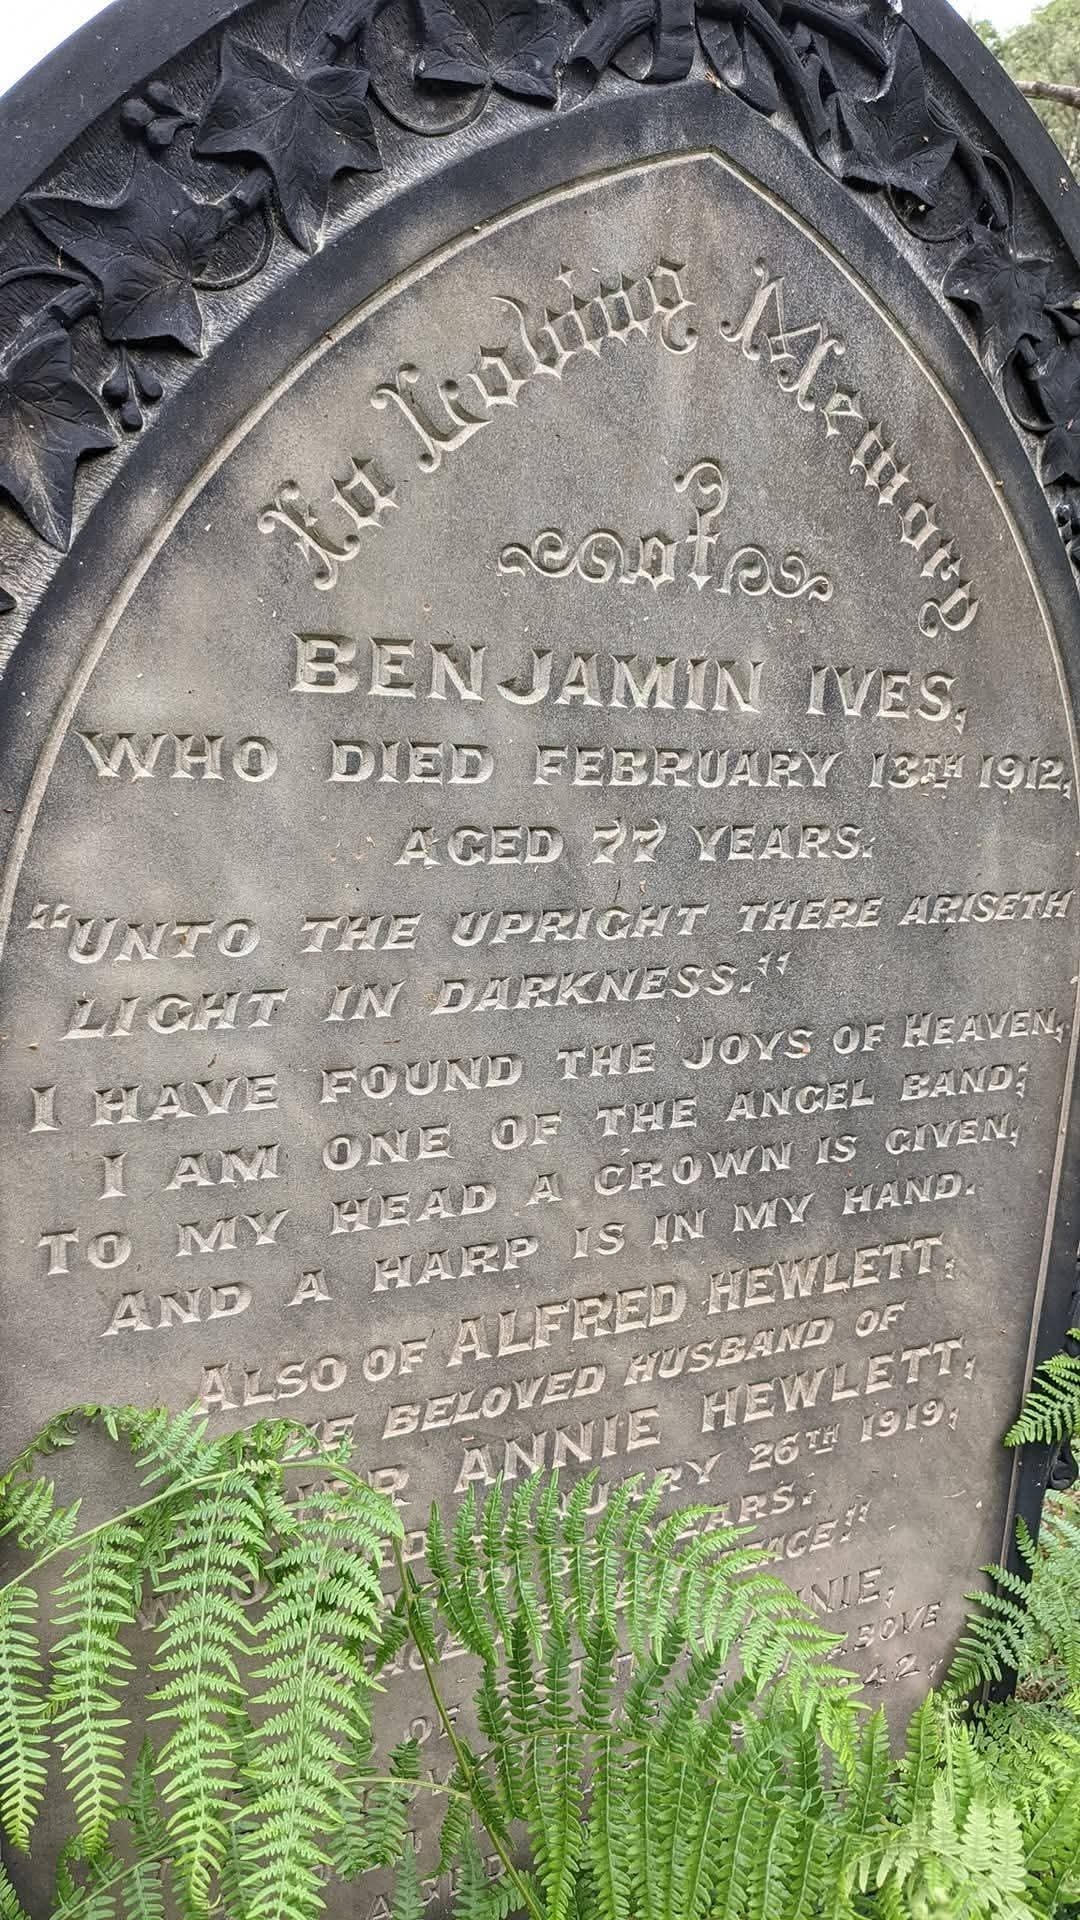 In Loving Memory
of
BENJAMIN IVES,
WHO DIED FEBRUARY 13TH 1912,
AGED 77 YEARS:
"UNTO THE UPRIGHT THERE ARISETH
LIGHT IN DARKNESS."
I HAVE FOUND THE JOYS OF HEAVEN,
I AM ONE OF THE ANGEL BAND;
TO MY HEAD A CROWN IS GIVEN,
AND A HARP IS IN MY HAND.
ALSO OF ALFRED HEWLETT,
BELOVED HUSBAND OF
ANNIE HEWLETT,
26TH 1919,
YEARS.
ABOVE